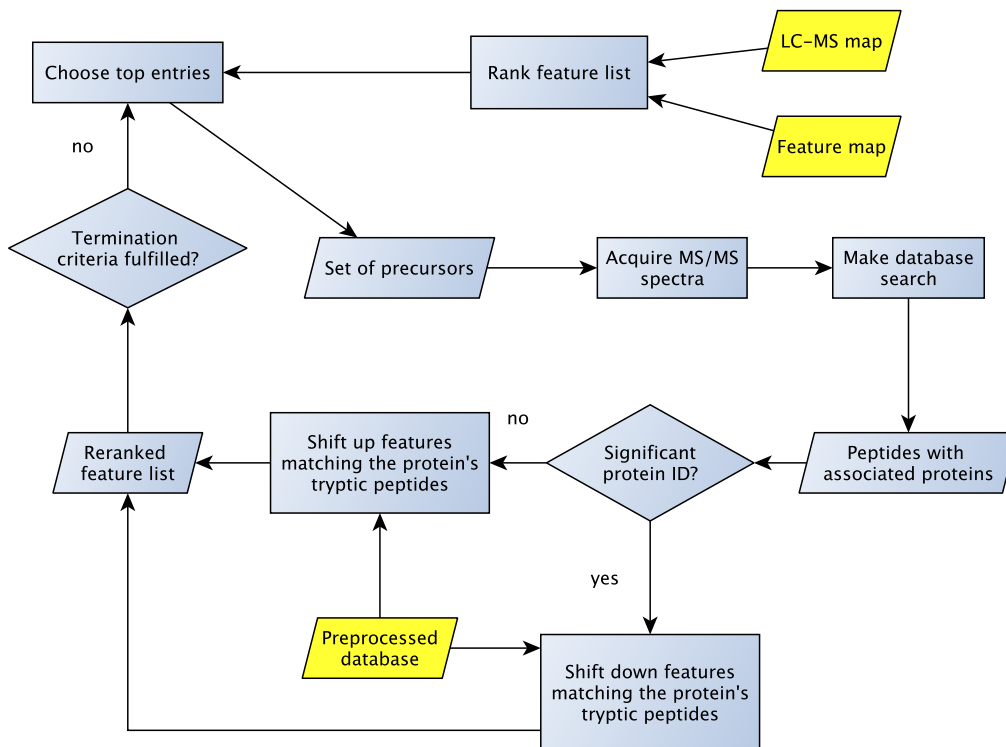 LC-MS map
Choose top entries
Rank feature list
no
Feature map
Termination
criteria fulfilled?
Set of precursors
Acquire MS/MS
spectra
Make database
search
no
Reranked
feature list
Shift up features
matching the protein's
tryptic peptides
Significant
protein ID?
Peptides with
associated proteins
yes
Preprocessed
database
Shift down features
matching the protein's
tryptic peptides